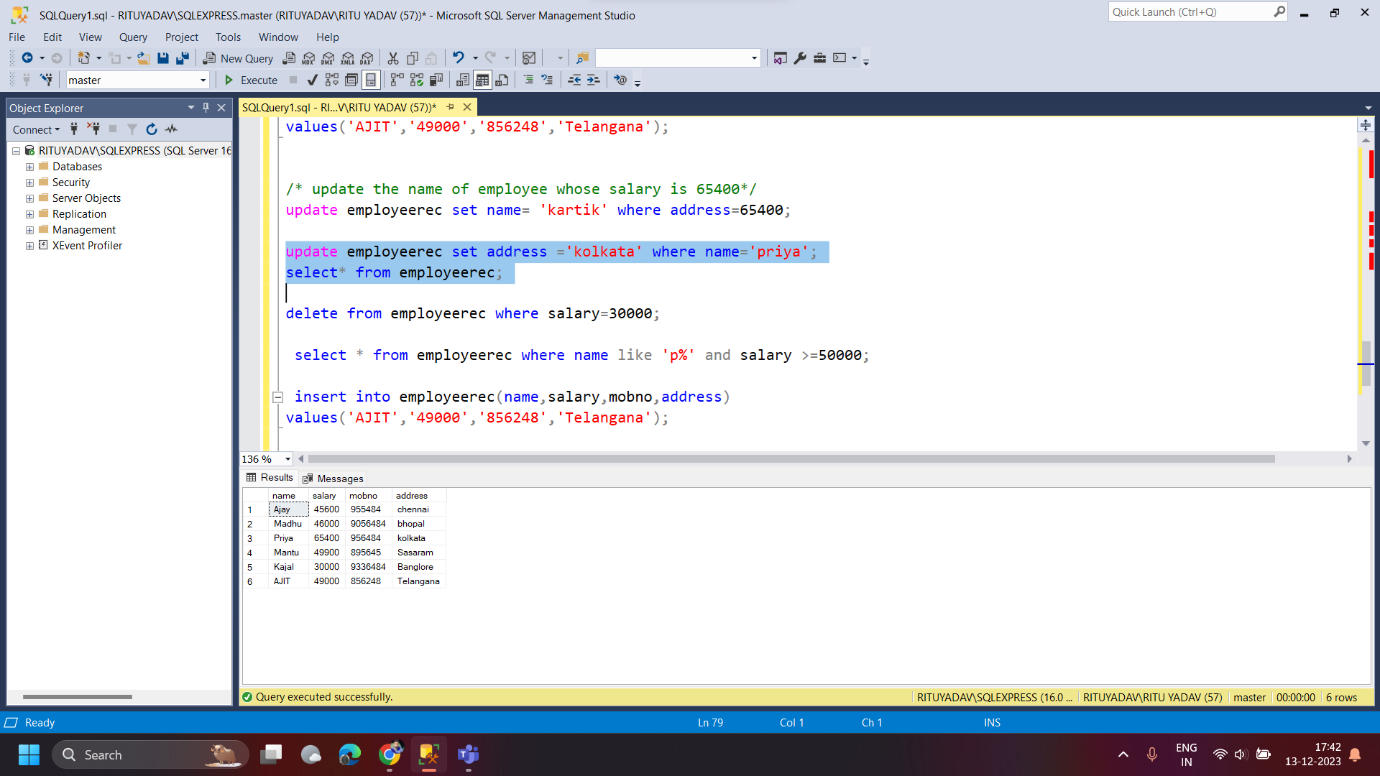 SQLQuery1.sql - RITUYADAV\SQLEXPRESS.master (RITUYADAV\RITU YADAV (57))* - Microsoft SQL Server Management Studio
Quick Launch (Ctrl+Q)
File Edit View Query Project Tools Window Help
New Query
master Execute
Object Explorer
SQLQuery1.sql - RI...V\RITU YADAV (57))*
Connect
RITUYADAV\SQLEXPRESS (SQL Server 16
Databases
Security
Server Objects
Replication
Management
XEvent Profiler
values('AJIT','49000','856248','Telangana');
/* update the name of employee whose salary is 65400*/
update employeerec set name= 'kartik' where address=65400;
update employeerec set address ='kolkata' where name='priya';
select* from employeerec;
delete from employeerec where salary=30000;
select * from employeerec where name like 'p%' and salary >=50000;
insert into employeerec(name,salary,mobno,address)
values('AJIT','49000','856248','Telangana');
136 %
Results Messages
name salary mobno address
1 Ajay 45600 955484 chennai
2 Madhu 46000 9056484 bhopal
3 Priya 65400 956484 kolkata
4 Mantu 49900 895645 Sasaram
5 Kajal 30000 9336484 Banglore
6 AJIT 49000 856248 Telangana
Query executed successfully.
RITUYADAV\SQLEXPRESS (16.0 ... RITUYADAV\RITU YADAV (57) master 00:00:00 6 rows
Ready Ln 79 Col 1 Ch 1 INS
Search
ENG
IN
17:42
13-12-2023